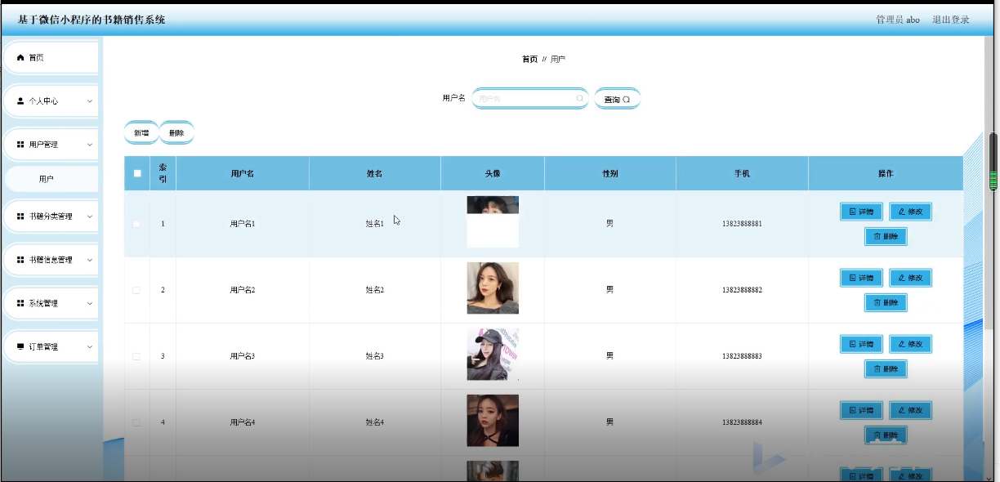 基于微信小程序的书籍销售系统 管理员 abo 退出登录
首页
个人中心
用户管理
用户
书籍分类管理
书籍信息管理
系统管理
订单管理
首页 // 用户
用户名 用户名 查询
新增 删除
索引 用户名 姓名 头像 性别 手机 操作
1 用户名1 姓名1 男 13823888881 详情 修改
删除
2 用户名2 姓名2 男 13823888882 详情 修改
删除
3 用户名3 姓名3 男 13823888883 详情 修改
删除
4 用户名4 姓名4 男 13823888884 详情 修改
删除
详情 修改